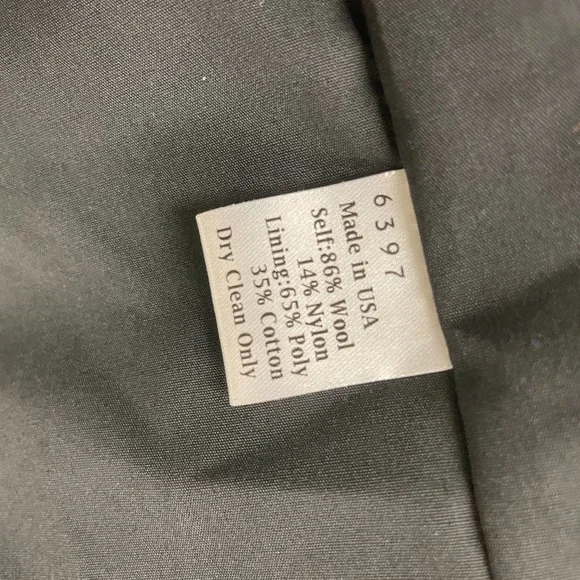 6397
Made in USA
Self:86% Wool
14% Nylon
Lining:65% Poly
35% Cotton
Dry Clean Only